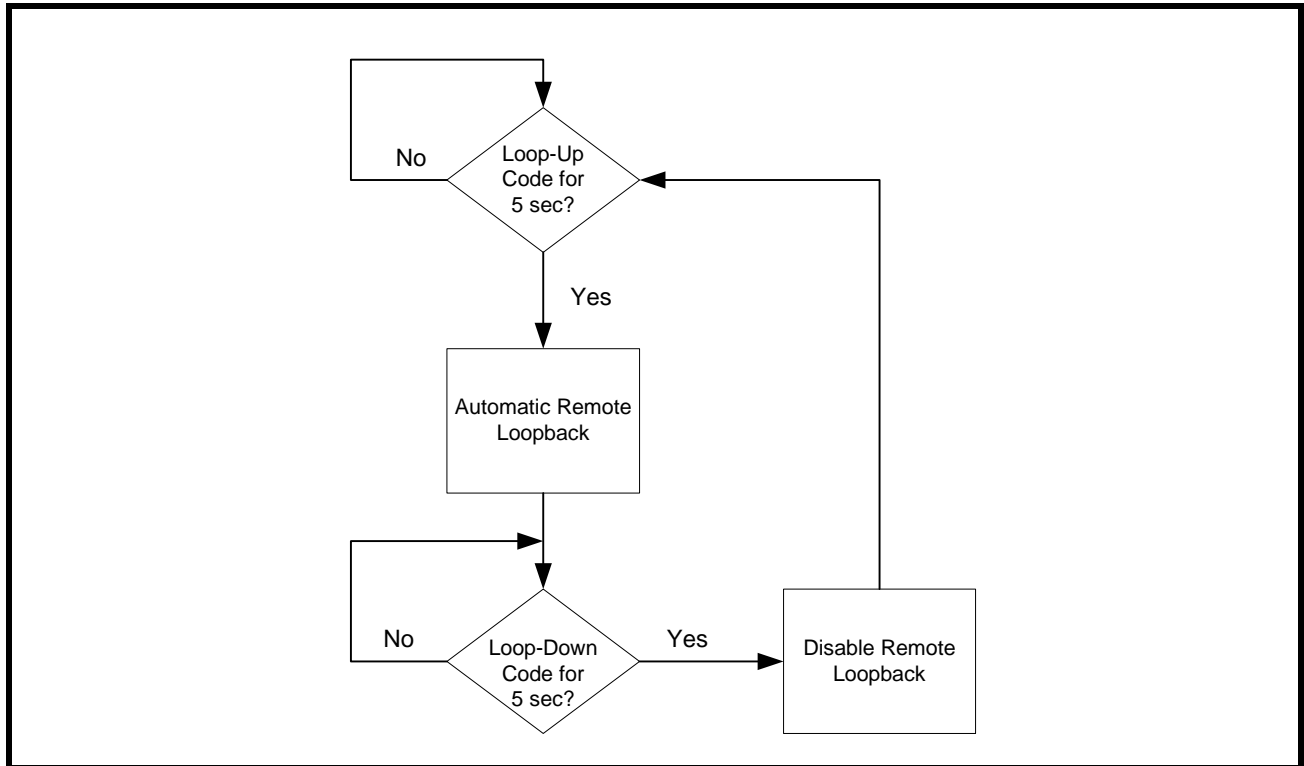 Loop-Up
Code for
5 sec?
No
Yes
Automatic Remote
Loopback
Loop-Down
Code for
5 sec?
No
Yes
Disable Remote
Loopback